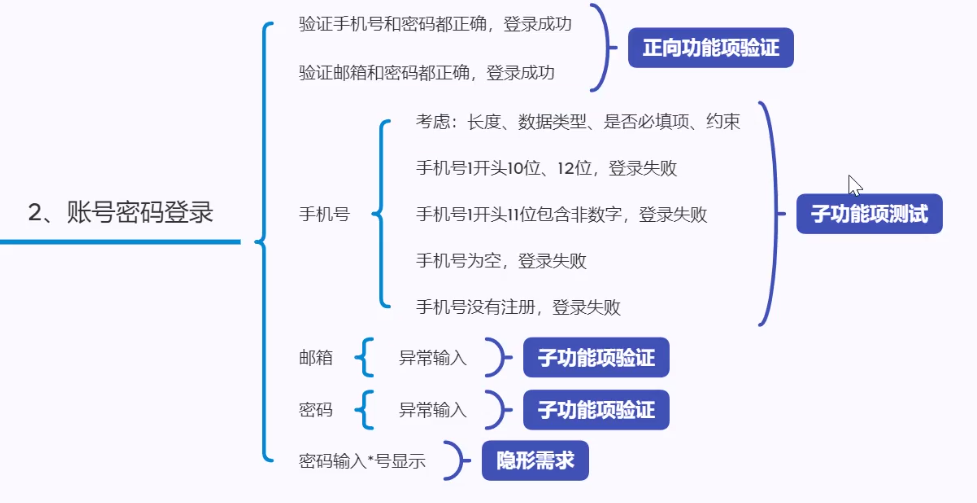 验证手机号和密码都正确，登录成功
正向功能项验证
验证邮箱和密码都正确，登录成功
2、账号密码登录
手机号
考虑：长度、数据类型、是否必填项、约束
手机号1开头10位、12位，登录失败
手机号1开头11位包含非数字，登录失败
子功能项测试
手机号为空，登录失败
手机号没有注册，登录失败
邮箱
异常输入
子功能项验证
密码
异常输入
子功能项验证
密码输入*号显示
隐形需求